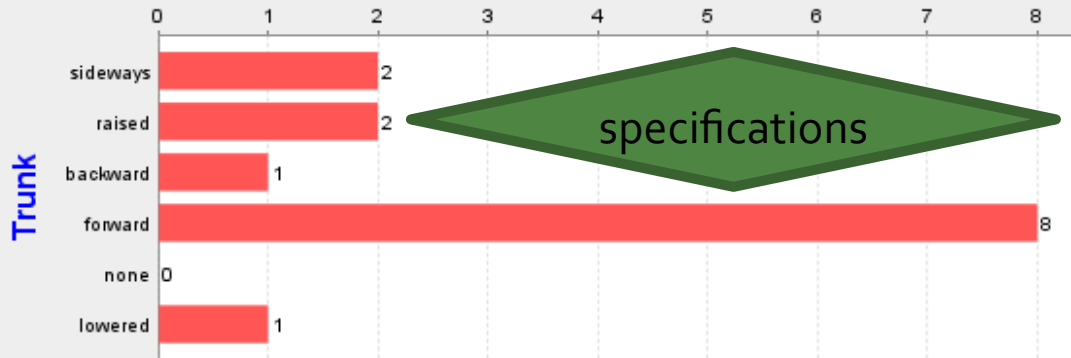 0 1 2 3 4 5 6 7 8
sideways 2
raised 2
specifications
backward 1
Trunk
forward 8
none 0
lowered 1